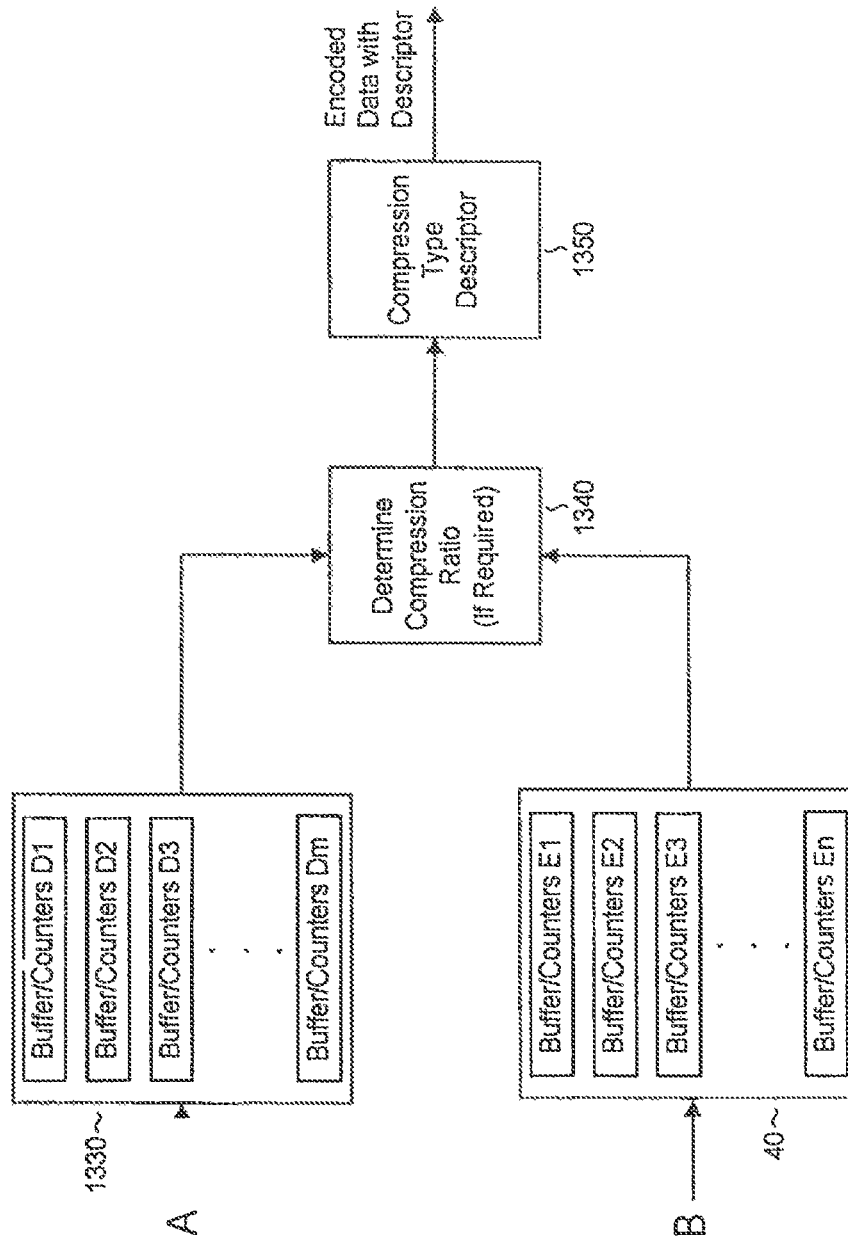 A
1330
Buffer/Counters D1
Buffer/Counters D2
Buffer/Counters D3
. . .
Buffer/Counters Dm
B
40
Buffer/Counters E1
Buffer/Counters E2
Buffer/Counters E3
. . .
Buffer/Counters En
Determine
Compression
Ratio
(If Required)
1340
Compression
Type
Descriptor
1350
Encoded
Data with
Descriptor